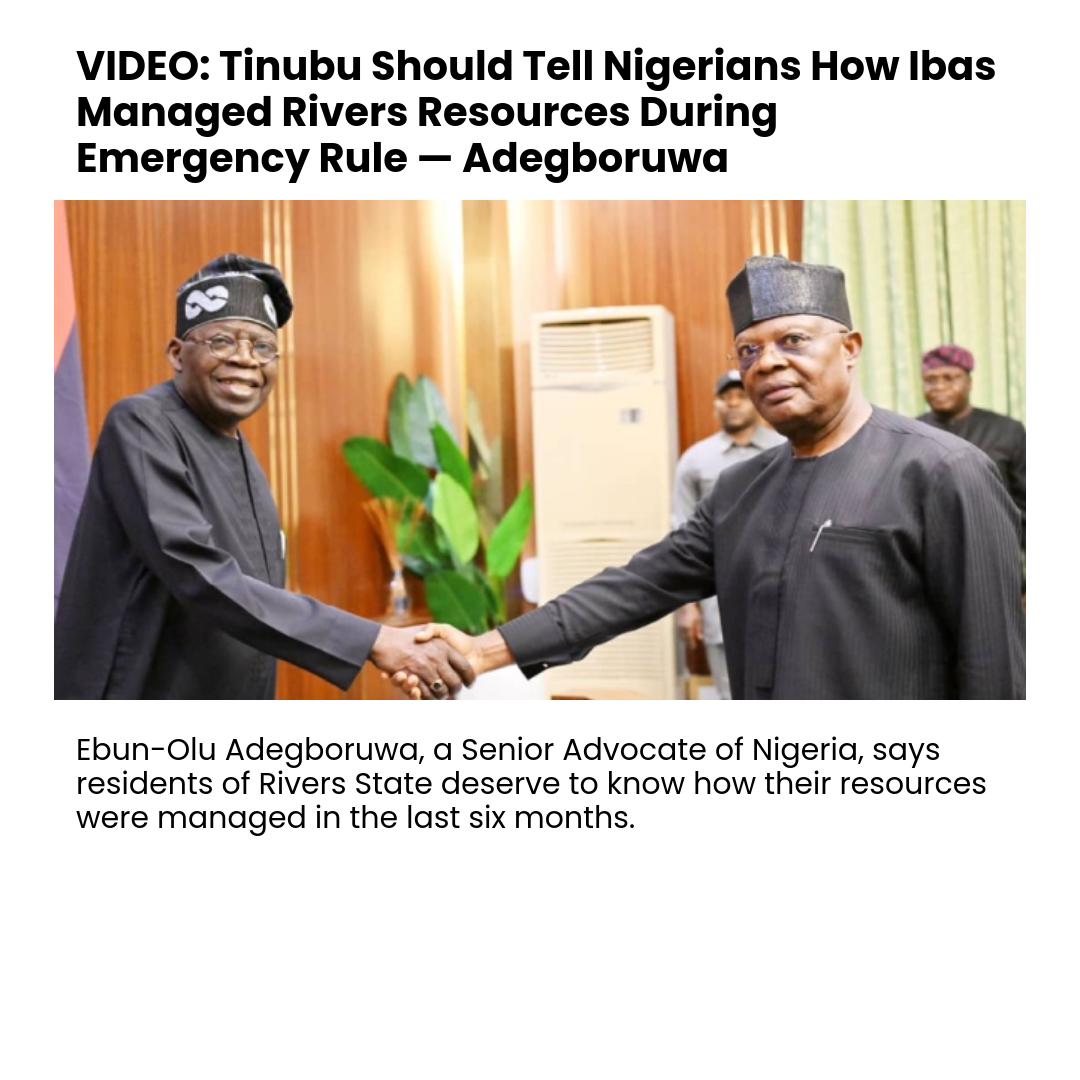 VIDEO: Tinubu Should Tell Nigerians How Ibas
Managed Rivers Resources During
Emergency Rule — Adegboruwa
Ebun-Olu Adegboruwa, a Senior Advocate of Nigeria, says
residents of Rivers State deserve to know how their resources
were managed in the last six months.